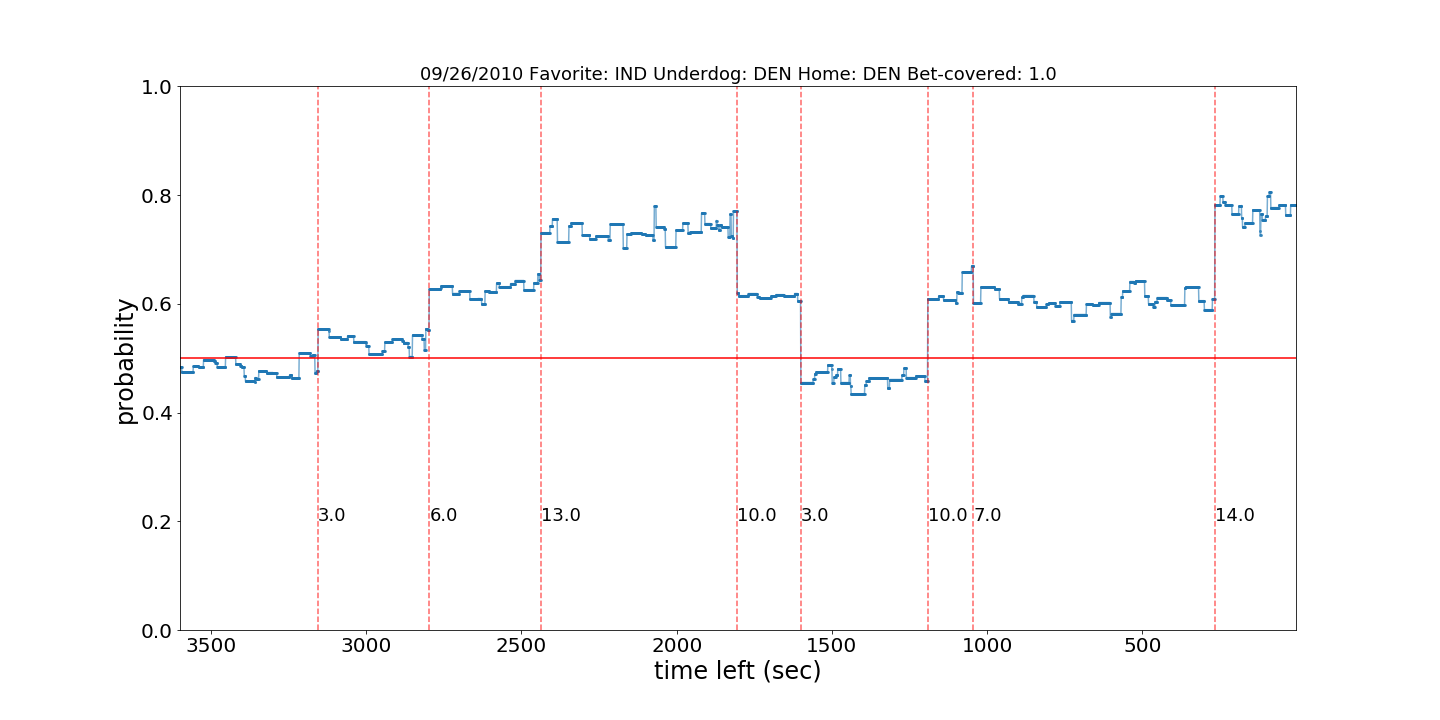 09/26/2010 Favorite: IND Underdog: DEN Home: DEN Bet-covered: 1.0
1.0
0.8
0.6
0.4
0.2
0.0
probability
3.0 6.0 13.0 10.0 3.0 10.0 7.0 14.0
3500 3000 2500 2000 1500 1000 500
time left (sec)